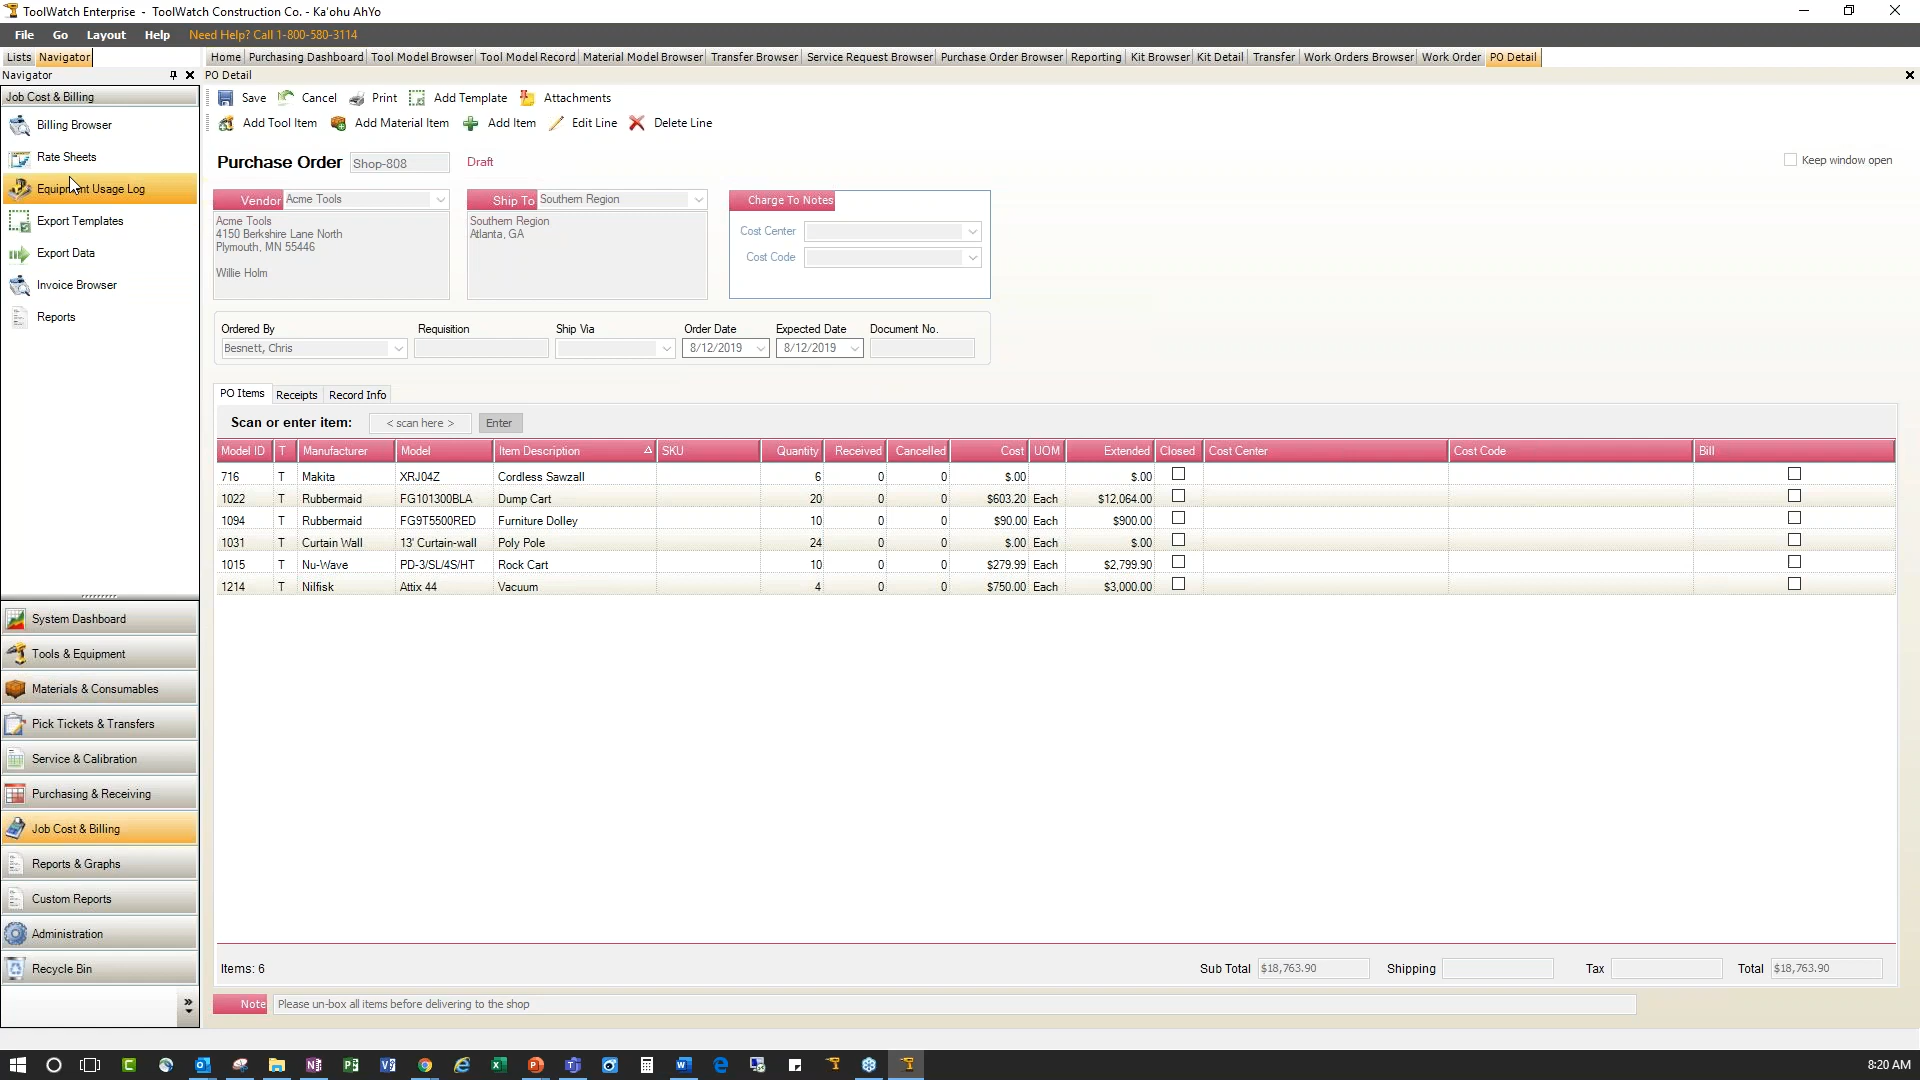 ToolWatch Enterprise - ToolWatch Construction Co. - Ka'ohu AhYo
File Go Layout Help Need Help? Call 1-800-580-3114
Lists Navigator
Home Purchasing Dashboard Tool Model Browser Tool Model Record Material Model Browser Transfer Browser Service Request Browser Purchase Order Browser Reporting Kit Browser Kit Detail Transfer Work Orders Browser Work Order PO Detail
Navigator
PO Detail
Job Cost & Billing
Billing Browser
Rate Sheets
Equipment Usage Log
Export Templates
Export Data
Invoice Browser
Reports
System Dashboard
Tools & Equipment
Materials & Consumables
Pick Tickets & Transfers
Service & Calibration
Purchasing & Receiving
Job Cost & Billing
Reports & Graphs
Custom Reports
Administration
Recycle Bin
Save Cancel Print Add Template Attachments
Add Tool Item Add Material Item Add Item Edit Line Delete Line
Purchase Order Shop-808 Draft
Keep window open
Vendor Acme Tools
Acme Tools
4150 Berkshire Lane North
Plymouth, MN 55446
Willie Holm
Ship To Southern Region
Southern Region
Atlanta, GA
Charge To Notes
Cost Center
Cost Code
Ordered By Requisition Ship Via Order Date Expected Date Document No.
Besnett, Chris 8/12/2019 8/12/2019
PO Items Receipts Record Info
Scan or enter item: < scan here > Enter
Model ID T Manufacturer Model Item Description SKU Quantity Received Cancelled Cost UOM Extended Closed Cost Center Cost Code Bill
716 T Makita XRJ04Z Cordless Sawzall 6 0 0 $.00 $.00
1022 T Rubbermaid FG101300BLA Dump Cart 20 0 0 $603.20 Each $12,064.00
1094 T Rubbermaid FG9T5500RED Furniture Dolley 10 0 0 $90.00 Each $900.00
1031 T Curtain Wall 13' Curtain-wall Poly Pole 24 0 0 $.00 Each $.00
1015 T Nu-Wave PD-3/SL/4S/HT Rock Cart 10 0 0 $279.99 Each $2,799.90
1214 T Nilfisk Attix 44 Vacuum 4 0 0 $750.00 Each $3,000.00
Items: 6 Sub Total $18,763.90 Shipping Tax Total $18,763.90
Note Please un-box all items before delivering to the shop
8:20 AM